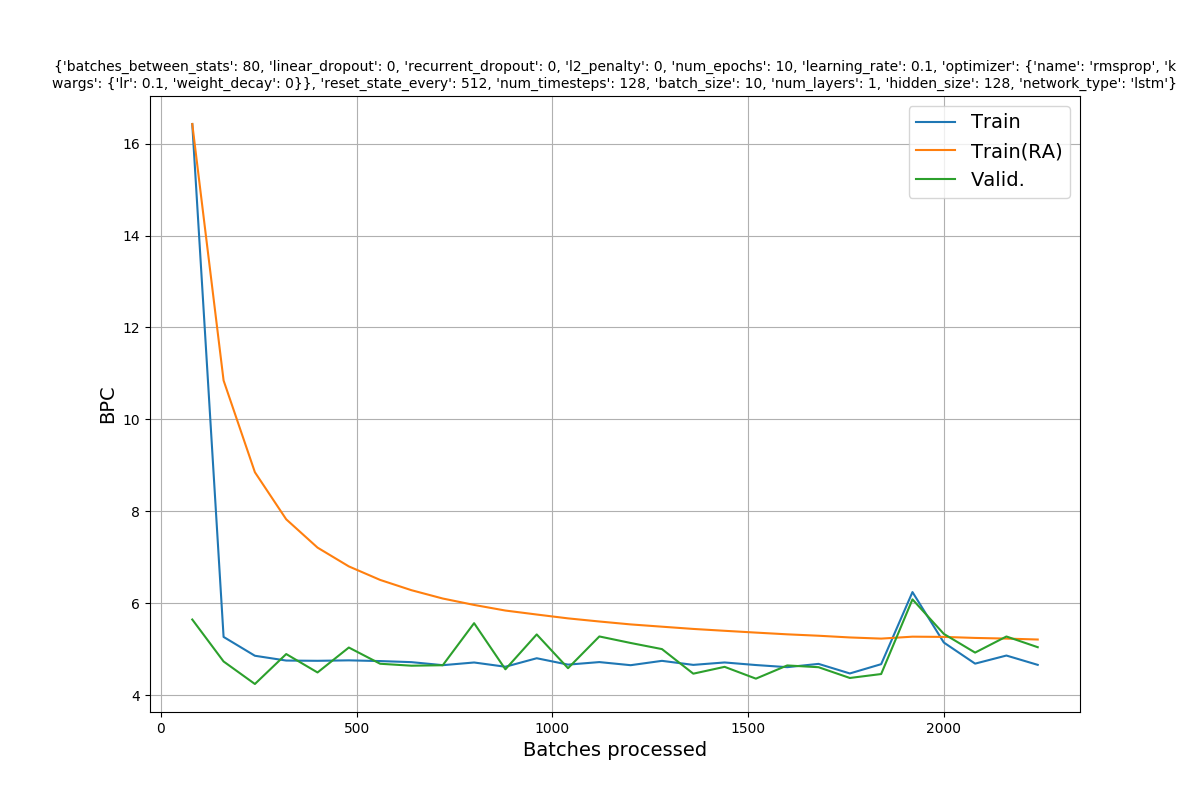 {'batches_between_stats': 80, 'linear_dropout': 0, 'recurrent_dropout': 0, 'l2_penalty': 0, 'num_epochs': 10, 'learning_rate': 0.1, 'optimizer': {'name': 'rmsprop', 'k
wargs': {'lr': 0.1, 'weight_decay': 0}}, 'reset_state_every': 512, 'num_timesteps': 128, 'batch_size': 10, 'num_layers': 1, 'hidden_size': 128, 'network_type': 'lstm'}
Train
Train(RA)
Valid.
16
14
12
10
8
6
4
BPC
0
500
1000
1500
2000
Batches processed